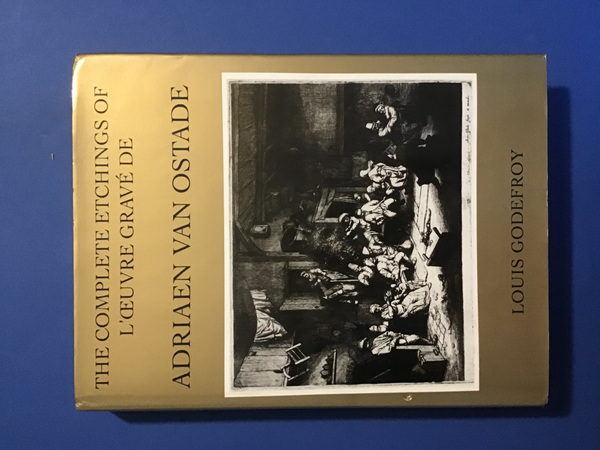 THE COMPLETE ETCHINGS OF
L'ŒUVRE GRAVÉ DE
ADRIAEN VAN OSTADE
LOUIS GODEFROY